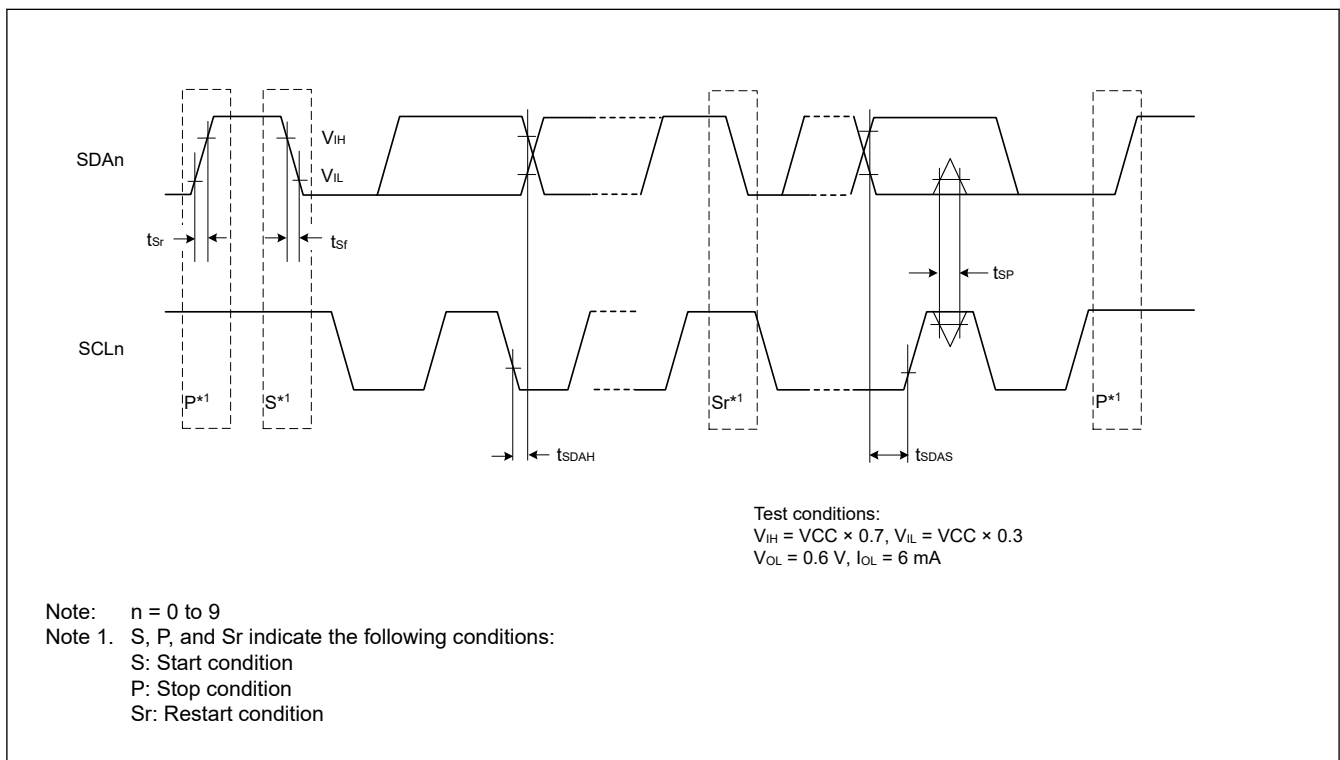 SDAn
VIH
VIL
tSr
tSf
tSP
SCLn
P*1
S*1
Sr*1
P*1
tSDAH
tSDAS
Test conditions:
VIH = VCC × 0.7, VIL = VCC × 0.3
VOL = 0.6 V, IOL = 6 mA
Note: n = 0 to 9
Note 1. S, P, and Sr indicate the following conditions:
S: Start condition
P: Stop condition
Sr: Restart condition